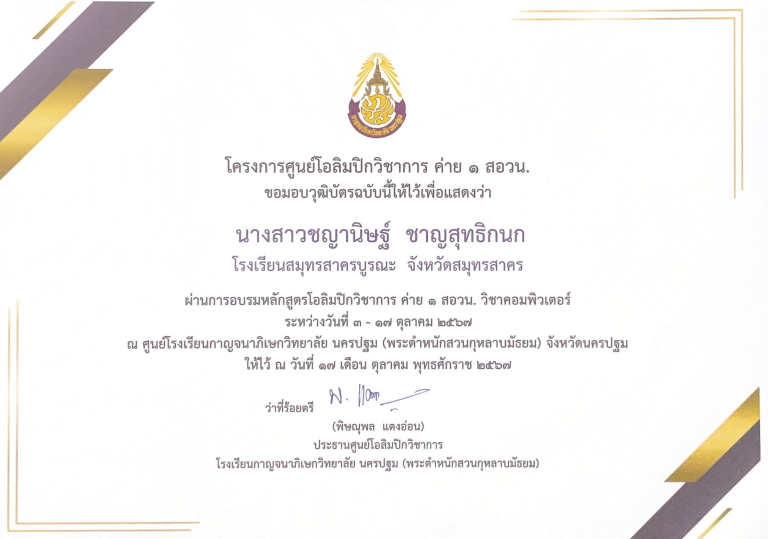 โครงการศูนย์โอลิมปิกวิชาการ ค่าย ๑ สอวน.
ขอมอบวุฒิบัตรฉบับนี้ให้ไว้เพื่อแสดงว่า
นางสาวชญานิษฐ์ ชาญสุทธิกนก
โรงเรียนสมุทรสาครบูรณะ จังหวัดสมุทรสาคร
ผ่านการอบรมหลักสูตรโอลิมปิกวิชาการ ค่าย ๑ สอวน. วิชาคอมพิวเตอร์
ระหว่างวันที่ ๓ - ๑๗ ตุลาคม ๒๕๖๗
ณ ศูนย์โรงเรียนกาญจนาภิเษกวิทยาลัย นครปฐม (พระตำหนักสวนกุหลาบมัธยม) จังหวัดนครปฐม
ให้ไว้ ณ วันที่ ๑๗ เดือน ตุลาคม พุทธศักราช ๒๕๖๗
ว่าที่ร้อยตรี
(พิษณุพล แตงอ่อน)
ประธานศูนย์โอลิมปิกวิชาการ
โรงเรียนกาญจนาภิเษกวิทยาลัย นครปฐม (พระตำหนักสวนกุหลาบมัธยม)